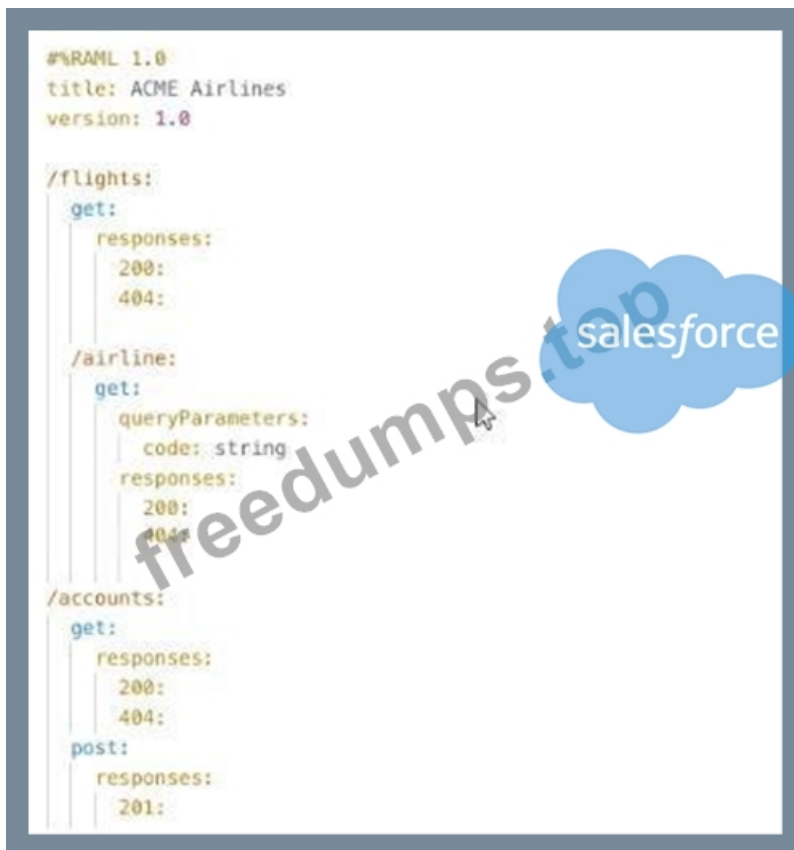 #%RAML 1.0
title: ACME Airlines
version: 1.0
/flights:
get:
responses:
200:
404:
/airline:
get:
queryParameters:
code: string
responses:
200:
404:
/accounts:
get:
responses:
200:
404:
post:
responses:
201:
salesforce
freedumps.top